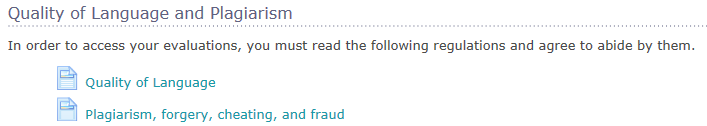 Quality of Language and Plagiarism
In order to access your evaluations, you must read the following regulations and agree to abide by them.
Quality of Language
Plagiarism, forgery, cheating, and fraud